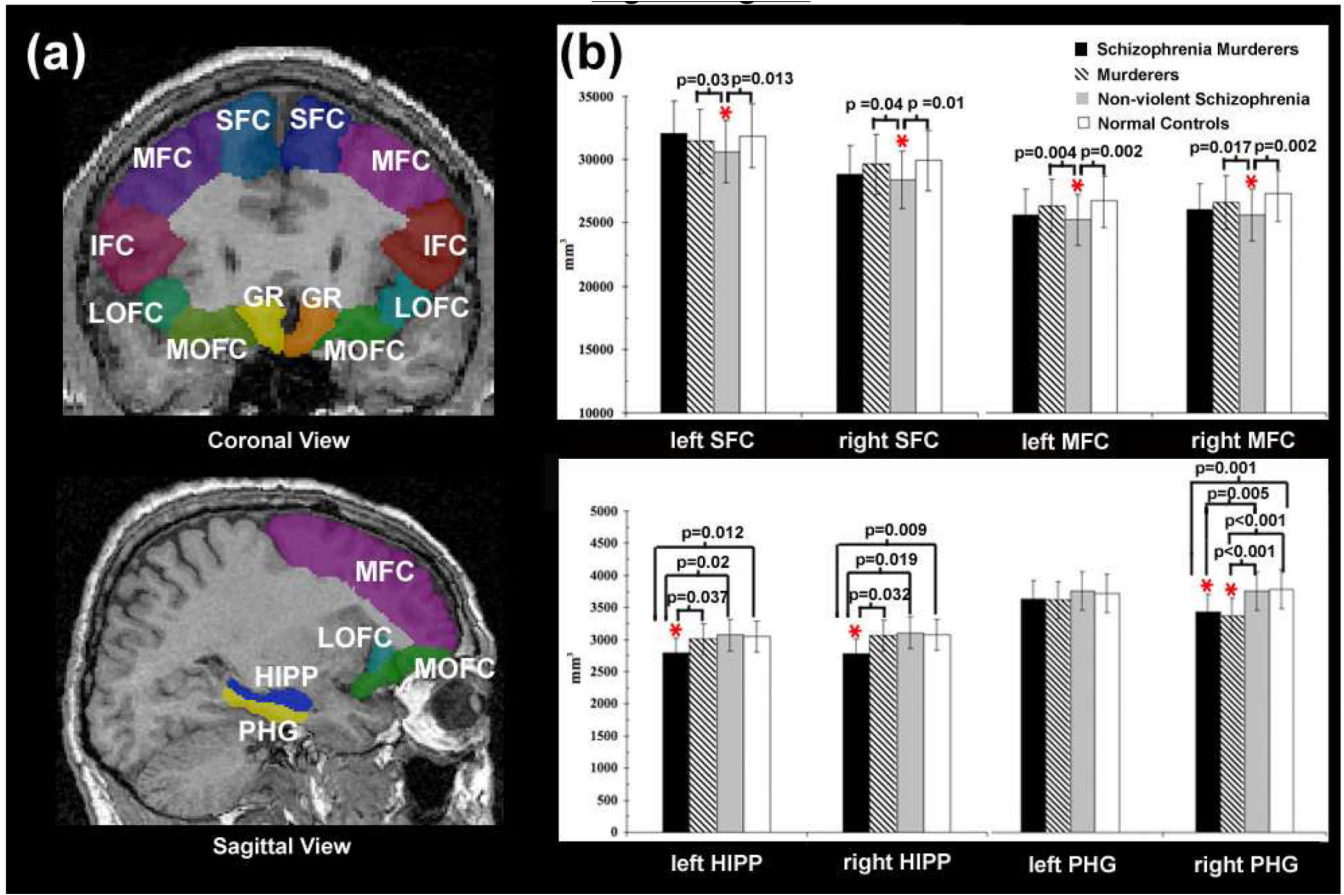 (a)
SFC SFC
MFC MFC
IFC IFC
GR GR
LOFC LOFC
MOFC MOFC
Coronal View
MFC
LOFC
MOFC
HIPP
PHG
Sagittal View
(b)
Schizophrenia Murderers
Murderers
Non-violent Schizophrenia
Normal Controls
p=0.03 p=0.013
p =0.04 p =0.01
p=0.004 p=0.002
p=0.017 p=0.002
* * * *
35000
30000
25000
20000
15000
10000
mm³
left SFC right SFC left MFC right MFC
p=0.012
p=0.02
p=0.037
p=0.009
p=0.019
p=0.032
p=0.001
p=0.005
p<0.001
p<0.001
* * * *
5000
4500
4000
3500
3000
2500
2000
1500
1000
500
0
mm³
left HIPP right HIPP left PHG right PHG